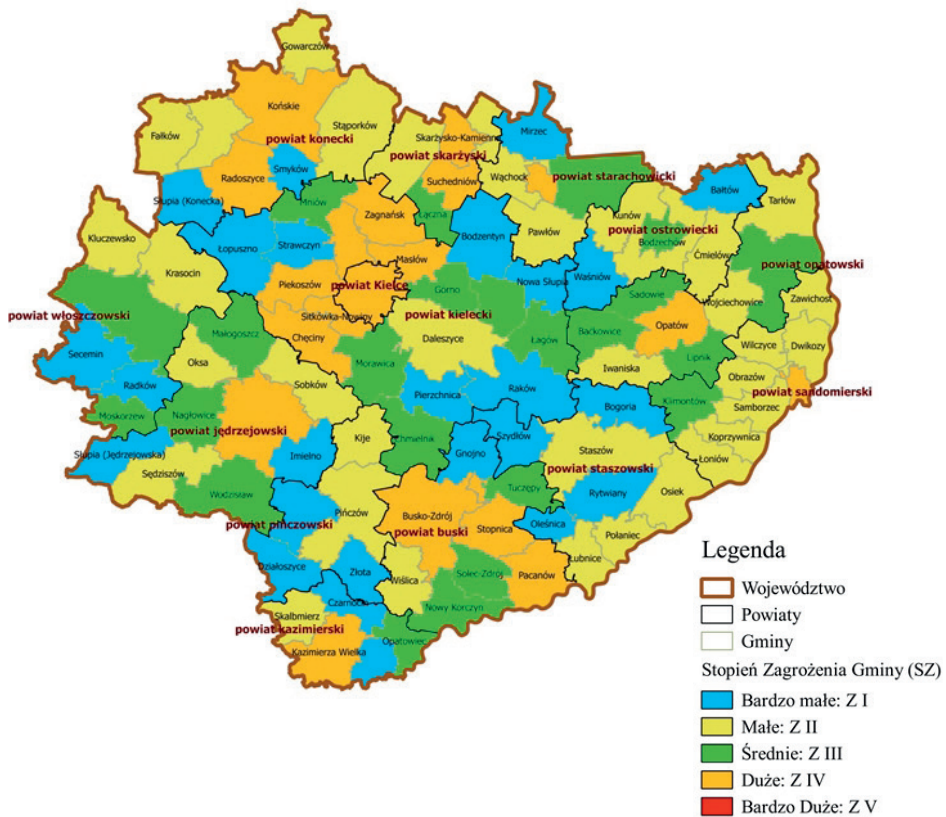 Gowarczów
Końskie
Stąporków
powiat konecki
Fałków
Skarżysko-Kamienna
Mirzec
powiat skarżyski
Smyków
Radoszyce
Suchedniów
Wąchock
powiat starachowicki
Bałtów
Słupia (Konecka)
Mniów
Zagnańsk
Łączna
Tarłów
Kunów
Pawłów
powiat ostrowiecki
Bodzechów
Kluczewsko
Łopuszno
Strawczyn
Bodzentyn
Ćmielów
Masłów
powiat opatowski
Krasocin
Piekoszów
powiat Kielce
Nowa Słupia
Waśniów
Górno
Sadowie
Wojciechowice
Zawichost
powiat włoszczowski
Sitkówka-Nowiny
powiat kielecki
Małogoszcz
Chęciny
Daleszyce
Łagów
Baćkowice
Opatów
Wilczyce
Dwikozy
Secemin
Oksa
Morawica
Iwaniska
Lipnik
Obrazów
Radków
Sobków
Pierzchnica
Raków
powiat sandomierski
Bogoria
Klimontów
Samborzec
Moskorzew
Nagłowice
powiat jędrzejowski
Kije
Chmielnik
Szydłów
Koprzywnica
Słupia (Jędrzejowska)
Imielno
Gnojno
Staszów
Łoniów
powiat staszowski
Sędziszów
Tuczępy
Rytwiany
Osiek
Wodzisław
Pińczów
Busko-Zdrój
powiat pińczowski
powiat buski
Stopnica
Oleśnica
Połaniec
Łubnice
Działoszyce
Złota
Wiślica
Solec-Zdrój
Pacanów
Czarnocin
Skalbmierz
Nowy Korczyn
powiat kazimierski
Opatowiec
Kazimierza Wielka
Legenda
Województwo
Powiaty
Gminy
Stopień Zagrożenia Gminy (SZ)
Bardzo małe: Z I
Małe: Z II
Średnie: Z III
Duże: Z IV
Bardzo Duże: Z V